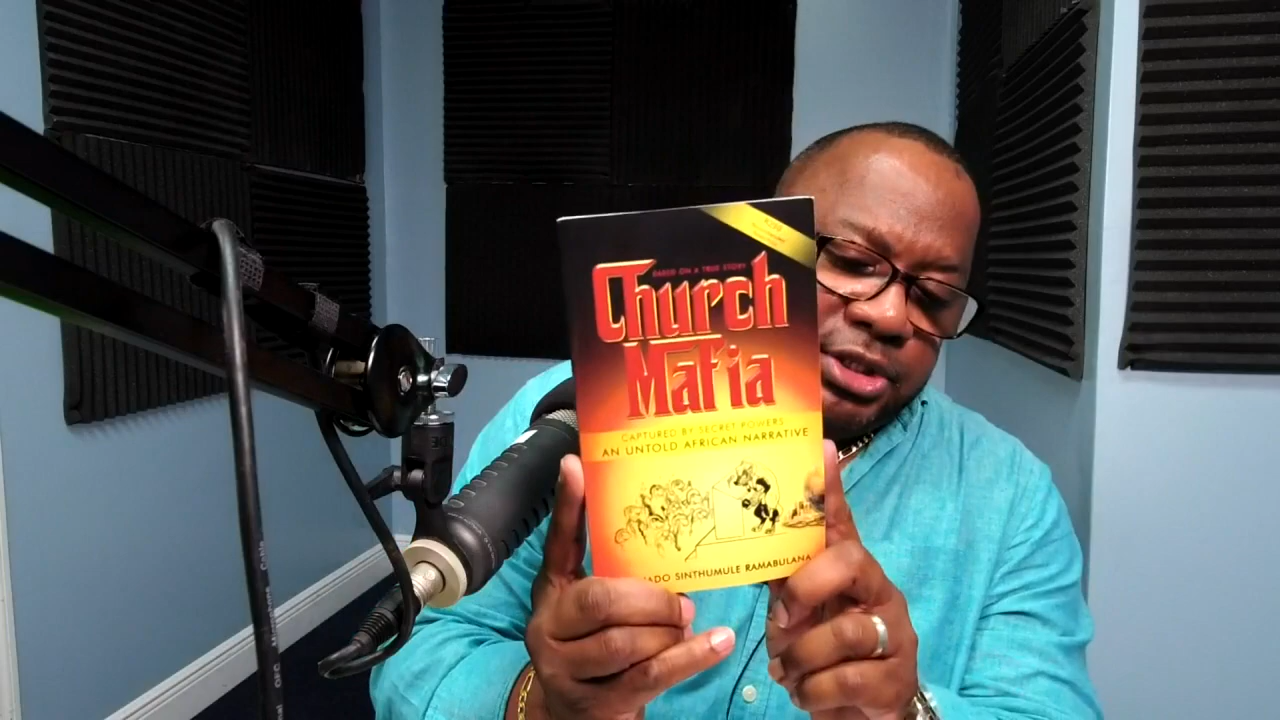 BASED ON A TRUE STORY
Church
Mafia
CAPTURED BY SECRET POWERS
AN UNTOLD AFRICAN NARRATIVE
SINTHUMULE RAMABULANA